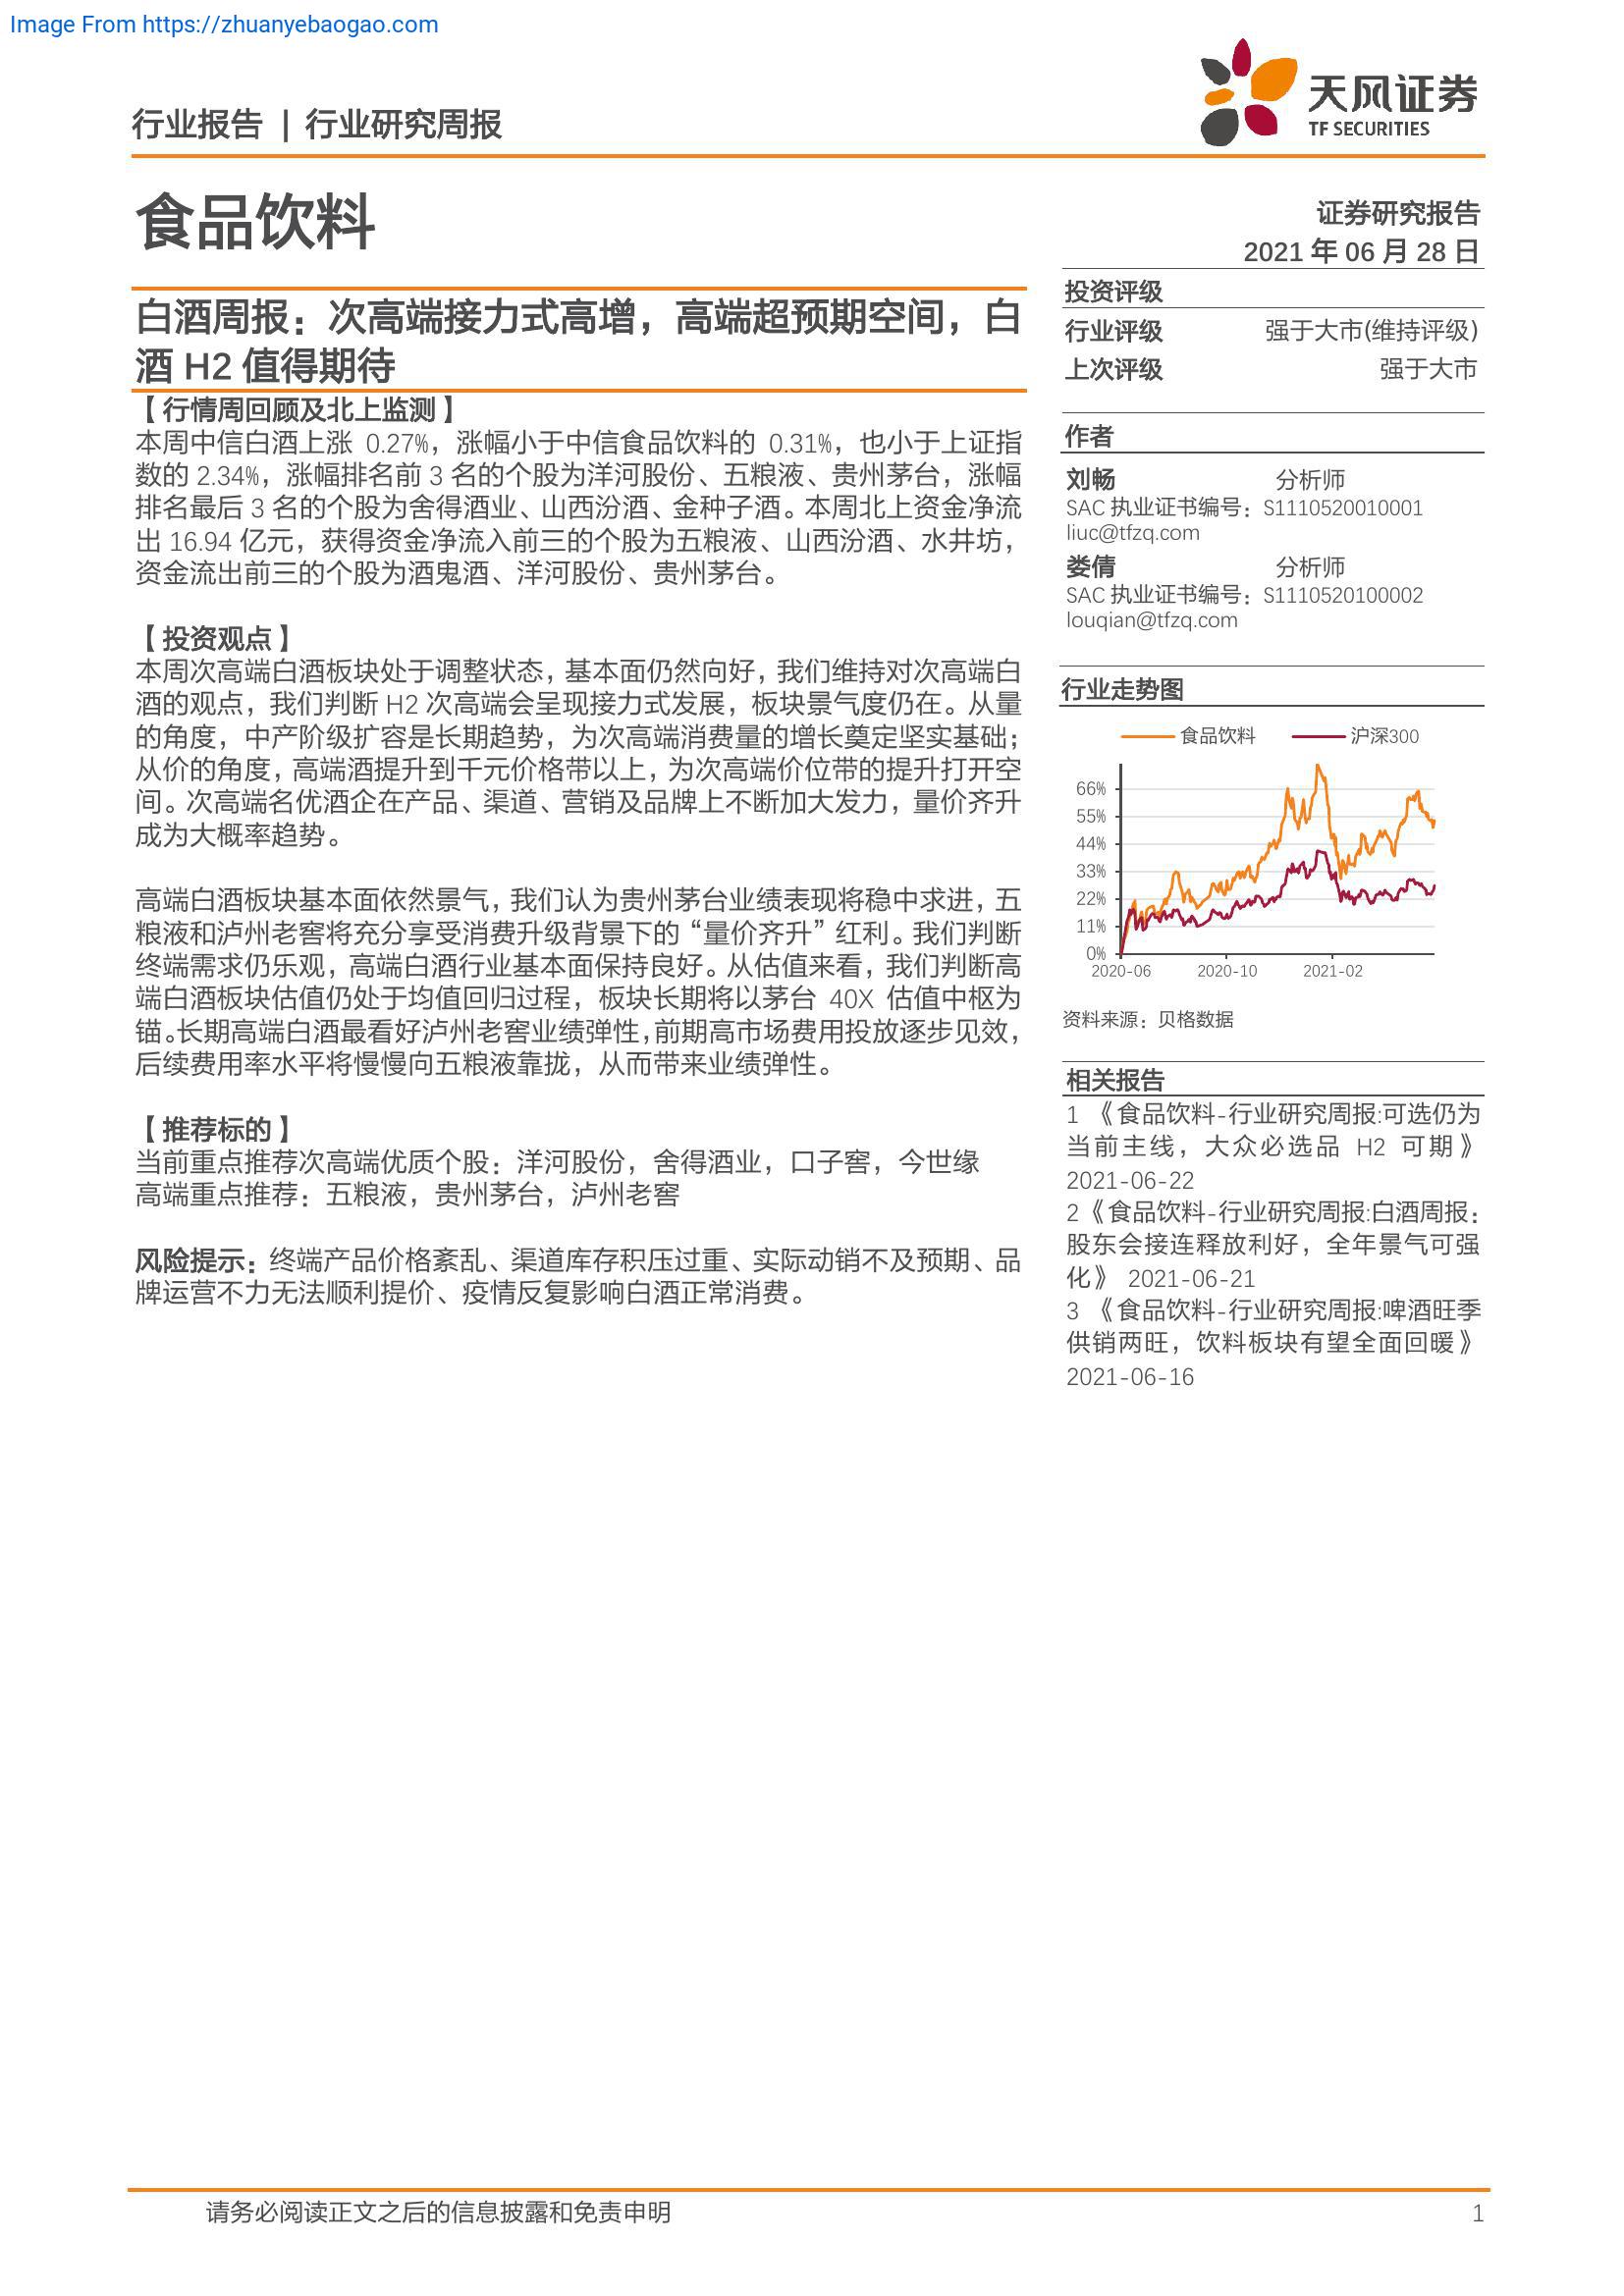 Image From https://zhuanyebaogao.com
行业报告 | 行业研究周报
天风证券
TF SECURITIES
食品饮料
证券研究报告
2021 年 06 月 28 日
白酒周报：次高端接力式高增，高端超预期空间，白
酒 H2 值得期待
【行情周回顾及北上监测】
本周中信白酒上涨 0.27%，涨幅小于中信食品饮料的 0.31%，也小于上证指
数的 2.34%，涨幅排名前 3 名的个股为洋河股份、五粮液、贵州茅台，涨幅
排名最后 3 名的个股为舍得酒业、山西汾酒、金种子酒。本周北上资金净流
出 16.94 亿元，获得资金净流入前三的个股为五粮液、山西汾酒、水井坊，
资金流出前三的个股为酒鬼酒、洋河股份、贵州茅台。
【投资观点】
本周次高端白酒板块处于调整状态，基本面仍然向好，我们维持对次高端白
酒的观点，我们判断 H2 次高端会呈现接力式发展，板块景气度仍在。从量
的角度，中产阶级扩容是长期趋势，为次高端消费量的增长奠定坚实基础；
从价的角度，高端酒提升到千元价格带以上，为次高端价位带的提升打开空
间。次高端名优酒企在产品、渠道、营销及品牌上不断加大发力，量价齐升
成为大概率趋势。
高端白酒板块基本面依然景气，我们认为贵州茅台业绩表现将稳中求进，五
粮液和泸州老窖将充分享受消费升级背景下的“量价齐升”红利。我们判断
终端需求仍乐观，高端白酒行业基本面保持良好。从估值来看，我们判断高
端白酒板块估值仍处于均值回归过程，板块长期将以茅台 40X 估值中枢为
锚。长期高端白酒最看好泸州老窖业绩弹性，前期高市场费用投放逐步见效，
后续费用率水平将慢慢向五粮液靠拢，从而带来业绩弹性。
【推荐标的】
当前重点推荐次高端优质个股：洋河股份，舍得酒业，口子窖，今世缘
高端重点推荐：五粮液，贵州茅台，泸州老窖
风险提示：终端产品价格紊乱、渠道库存积压过重、实际动销不及预期、品
牌运营不力无法顺利提价、疫情反复影响白酒正常消费。
投资评级
行业评级 强于大市(维持评级)
上次评级 强于大市
作者
刘畅 分析师
SAC 执业证书编号：S1110520010001
liuc@tfzq.com
娄倩 分析师
SAC 执业证书编号：S1110520100002
louqian@tfzq.com
行业走势图
食品饮料 沪深300
66%
55%
44%
33%
22%
11%
0%
2020-06 2020-10 2021-02
资料来源：贝格数据
相关报告
1 《食品饮料-行业研究周报:可选仍为
当前主线，大众必选品 H2 可期》
2021-06-22
2 《食品饮料-行业研究周报:白酒周报：
股东会接连释放利好，全年景气可强
化》 2021-06-21
3 《食品饮料-行业研究周报:啤酒旺季
供销两旺，饮料板块有望全面回暖》
2021-06-16
请务必阅读正文之后的信息披露和免责申明 1